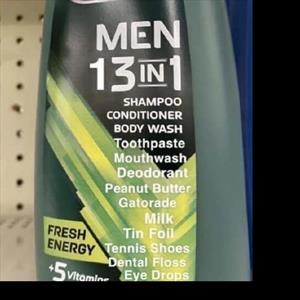 MEN
13 IN 1
SHAMPOO
CONDITIONER
BODY WASH
Toothpaste
Mouthwash
Deodorant
Peanut Butter
Gatorade
Milk
Tin Foil
Tennis Shoes
Dental Floss
Eye Drops
FRESH
ENERGY
+5 Vitamins